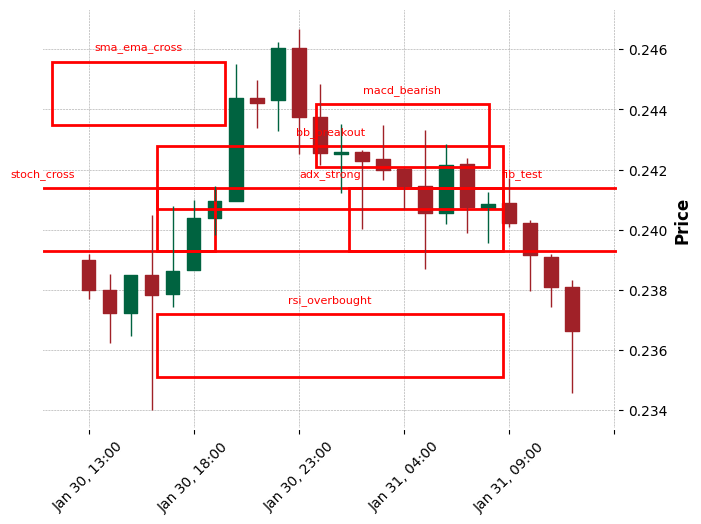 sma_ema_cross
macd_bearish
bb_breakout
stoch_cross
adx_strong
fib_test
rsi_overbought
0.246
0.244
0.242
0.240
0.238
0.236
0.234
Price
Jan 30, 13:00
Jan 30, 18:00
Jan 30, 23:00
Jan 31, 04:00
Jan 31, 09:00